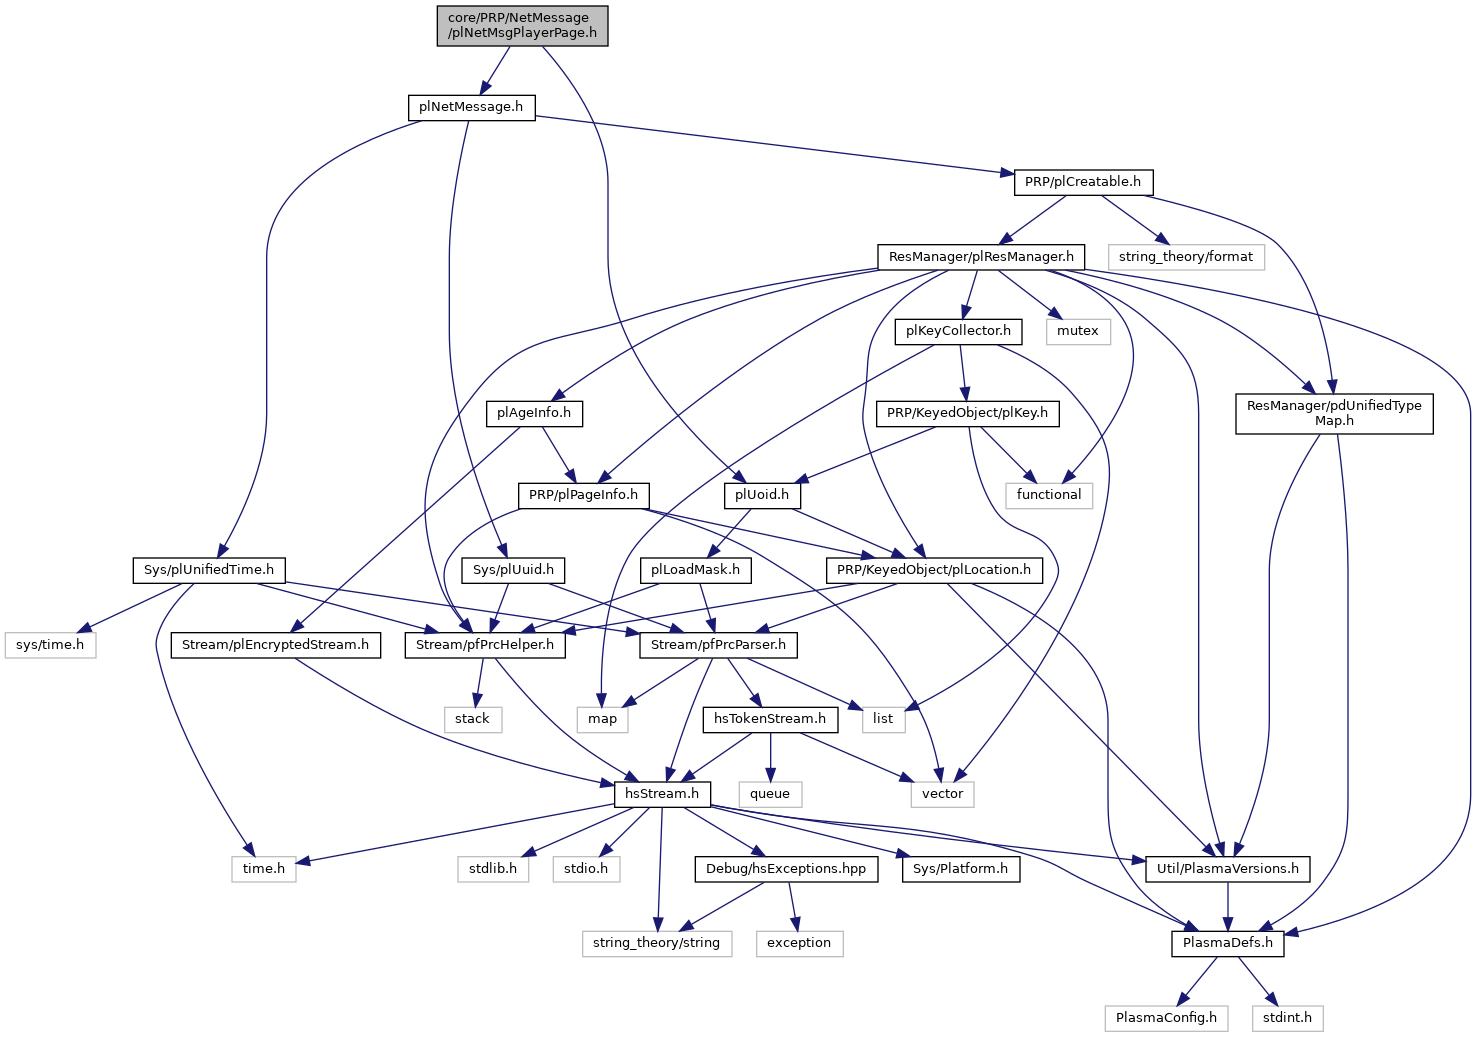 core/PRP/NetMessage
/plNetMsgPlayerPage.h
plNetMessage.h
PRP/plCreatable.h
ResManager/plResManager.h
string_theory/format
plKeyCollector.h
mutex
plAgeInfo.h
PRP/KeyedObject/plKey.h
ResManager/pdUnifiedType
Map.h
PRP/plPageInfo.h
plUoid.h
functional
Sys/plUnifiedTime.h
Sys/plUuid.h
plLoadMask.h
PRP/KeyedObject/plLocation.h
sys/time.h
Stream/plEncryptedStream.h
Stream/pfPrcHelper.h
Stream/pfPrcParser.h
stack
map
hsTokenStream.h
list
hsStream.h
queue
vector
time.h
stdlib.h
stdio.h
Debug/hsExceptions.hpp
Sys/Platform.h
Util/PlasmaVersions.h
string_theory/string
exception
PlasmaDefs.h
PlasmaConfig.h
stdint.h